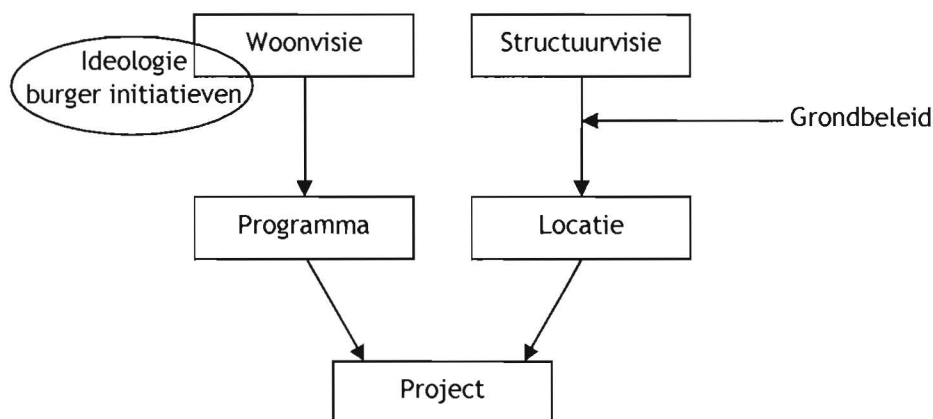 Woonvisie
Structuurvisie
Ideologie
burger initiatieven
Grondbeleid
Programma
Locatie
Project